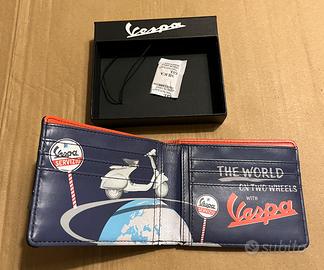 Vespa
Vespa
SERVIZIO
THE WORLD
ON TWO WHEELS
WITH
Vespa
Vespa
SERVIZIO
subito